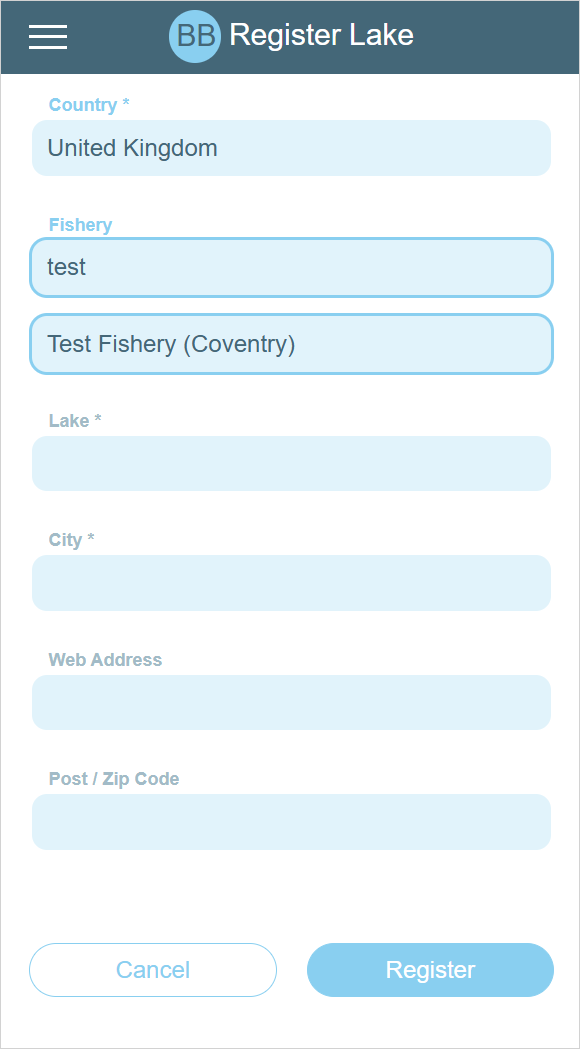 BB Register Lake
Country *
United Kingdom
Fishery
test
Test Fishery (Coventry)
Lake *
City *
Web Address
Post / Zip Code
Cancel Register